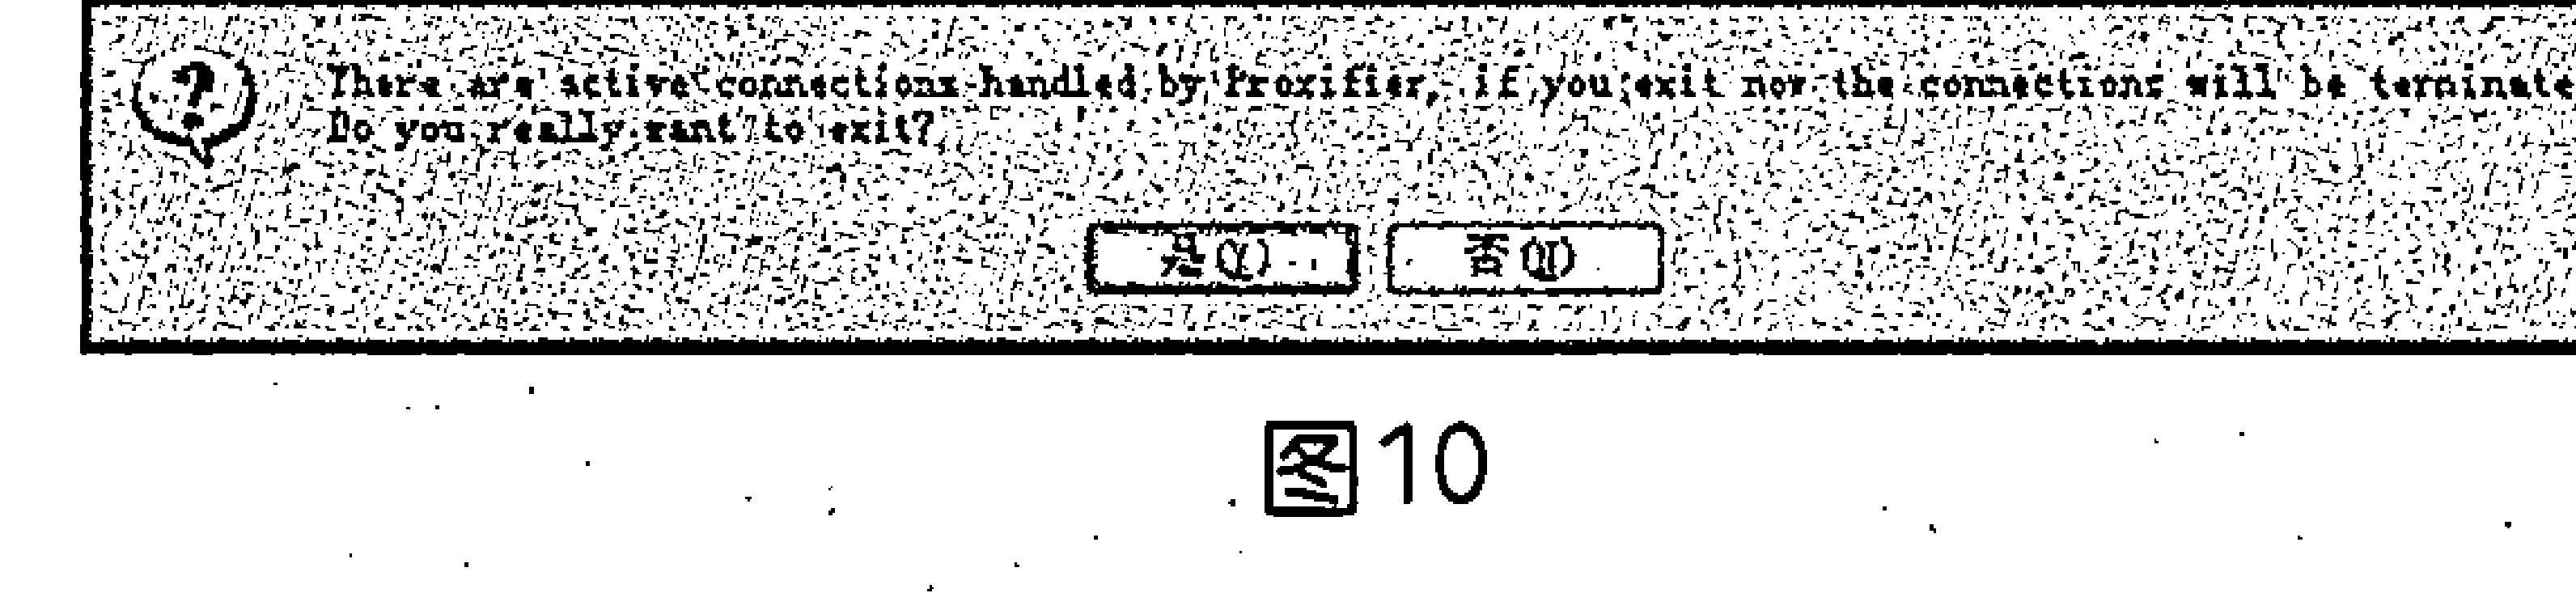 There are active connections handled by Proxifier, if you exit now the connections will be terminate
Do you really want to exit?
是(Y) 否(N)
图10